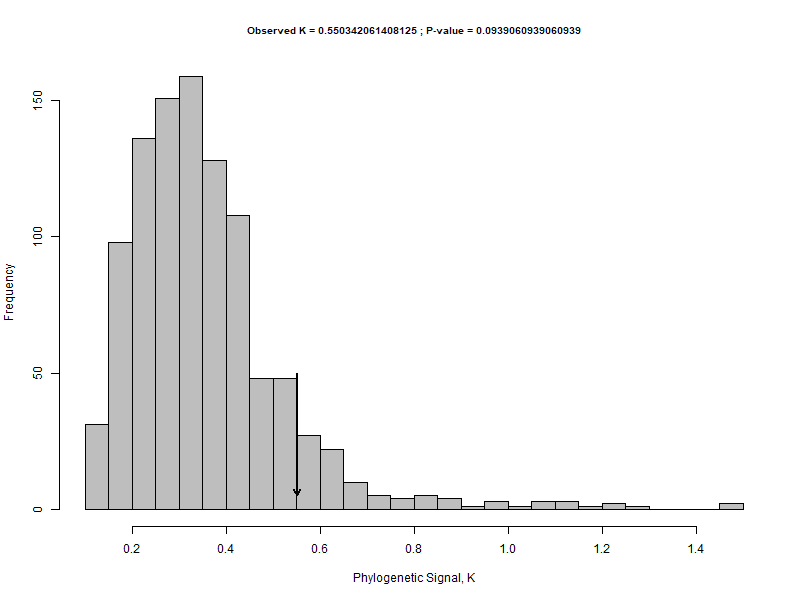 Observed K = 0.550342061408125 ; P-value = 0.0939060939060939
150
100
50
0
Frequency
0.2 0.4 0.6 0.8 1.0 1.2 1.4
Phylogenetic Signal, K